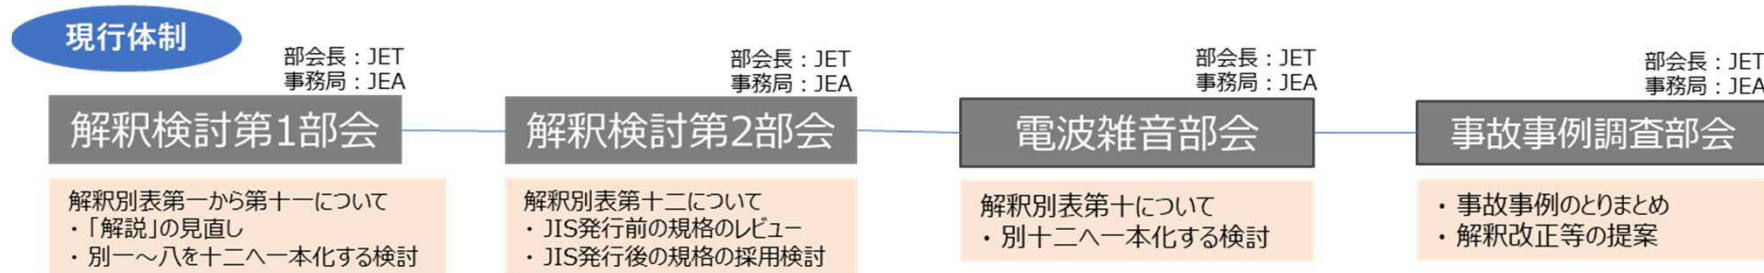 現行体制
部会長：JET
事務局：JEA
解釈検討第1部会
解釈別表第一から第十一について
・「解説」の見直し
・別一～八を十二へ一本化する検討
部会長：JET
事務局：JEA
解釈検討第2部会
解釈別表第十二について
・JIS発行前の規格のレビュー
・JIS発行後の規格の採用検討
部会長：JET
事務局：JEA
電波雑音部会
解釈別表第十について
・別十二へ一本化する検討
部会長：JET
事務局：JEA
事故事例調査部会
・事故事例のとりまとめ
・解釈改正等の提案